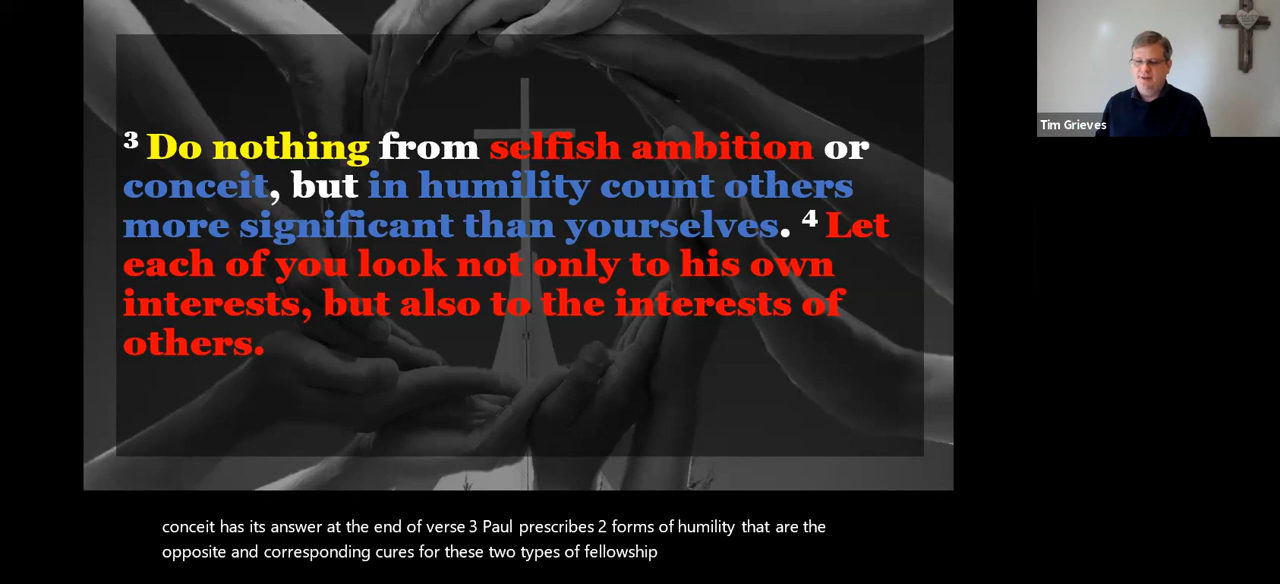 ³ Do nothing from selfish ambition or
conceit, but in humility count others
more significant than yourselves. ⁴ Let
each of you look not only to his own
interests, but also to the interests of
others.
Tim Grieves
conceit has its answer at the end of verse 3 Paul prescribes 2 forms of humility that are the
opposite and corresponding cures for these two types of fellowship